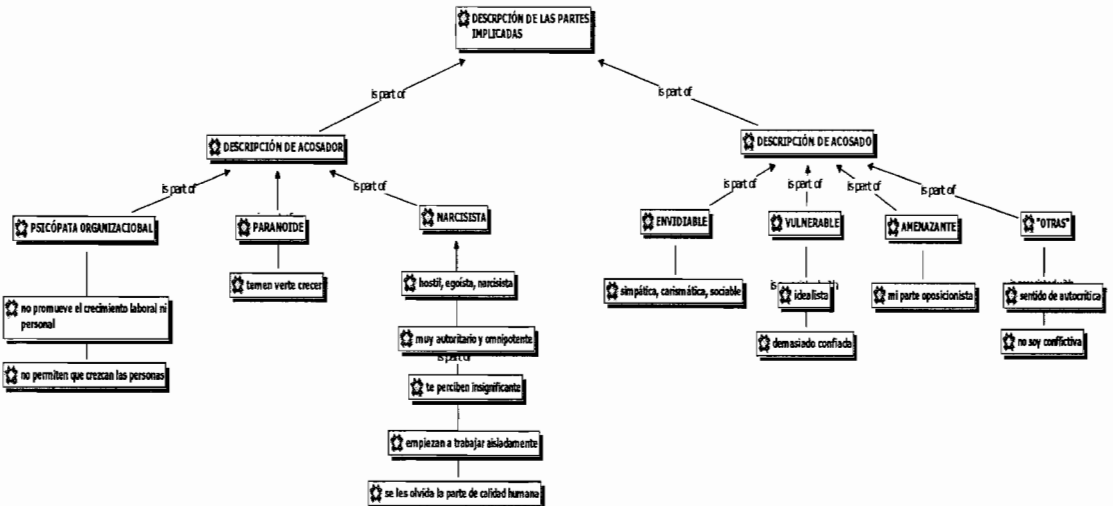 DESCRPCIÓN DE LAS PARTES
IMPLICADAS
is part of
is part of
DESCRIPCIÓN DE ACOSADOR
DESCRIPCIÓN DE ACOSADO
is part of
is part of
is part of
is part of
is part of
is part of
PSICÓPATA ORGANIZACIOBAL
PARANOIDE
NARCISISTA
ENVIDIABLE
VULNERABLE
AMENAZANTE
"OTRAS"
temen verte crecer
hostil, egoísta, narcisista
simpática, carismática, sociable
idealista
mi parte oposicionista
sentido de autocrítica
no promueve el crecimiento laboral ni
personal
muy autoritario y omnipotente
demasiado confiada
no soy conflictiva
is part of
no permiten que crezcan las personas
te perciben insignificante
empiezan a trabajar aisladamente
se les olvida la parte de calidad humana